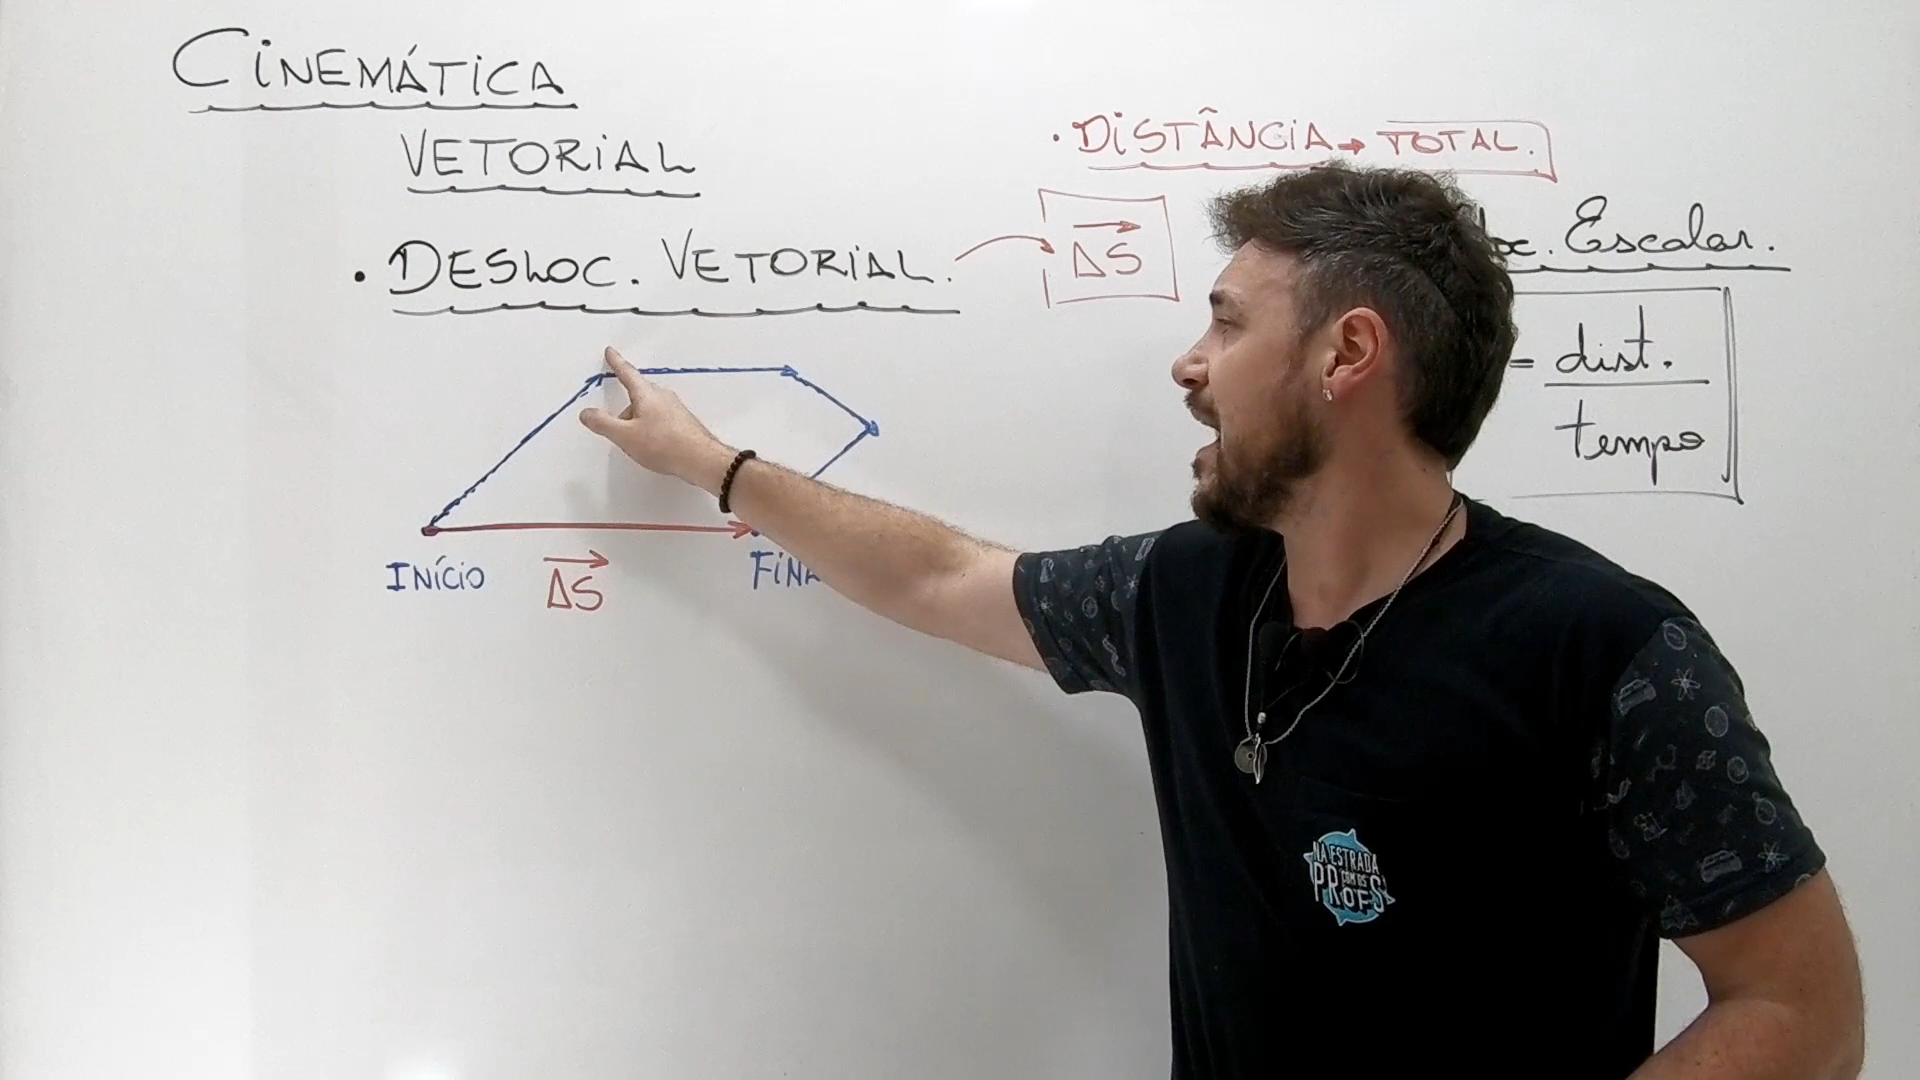 CINEMÁTICA
VETORIAL
• DESLOC. VETORIAL.
ΔS
INÍCIO
ΔS
• DISTÂNCIA → TOTAL.
Escalar.
= dist.
tempo
NA ESTRADA
COM OS
PROFS